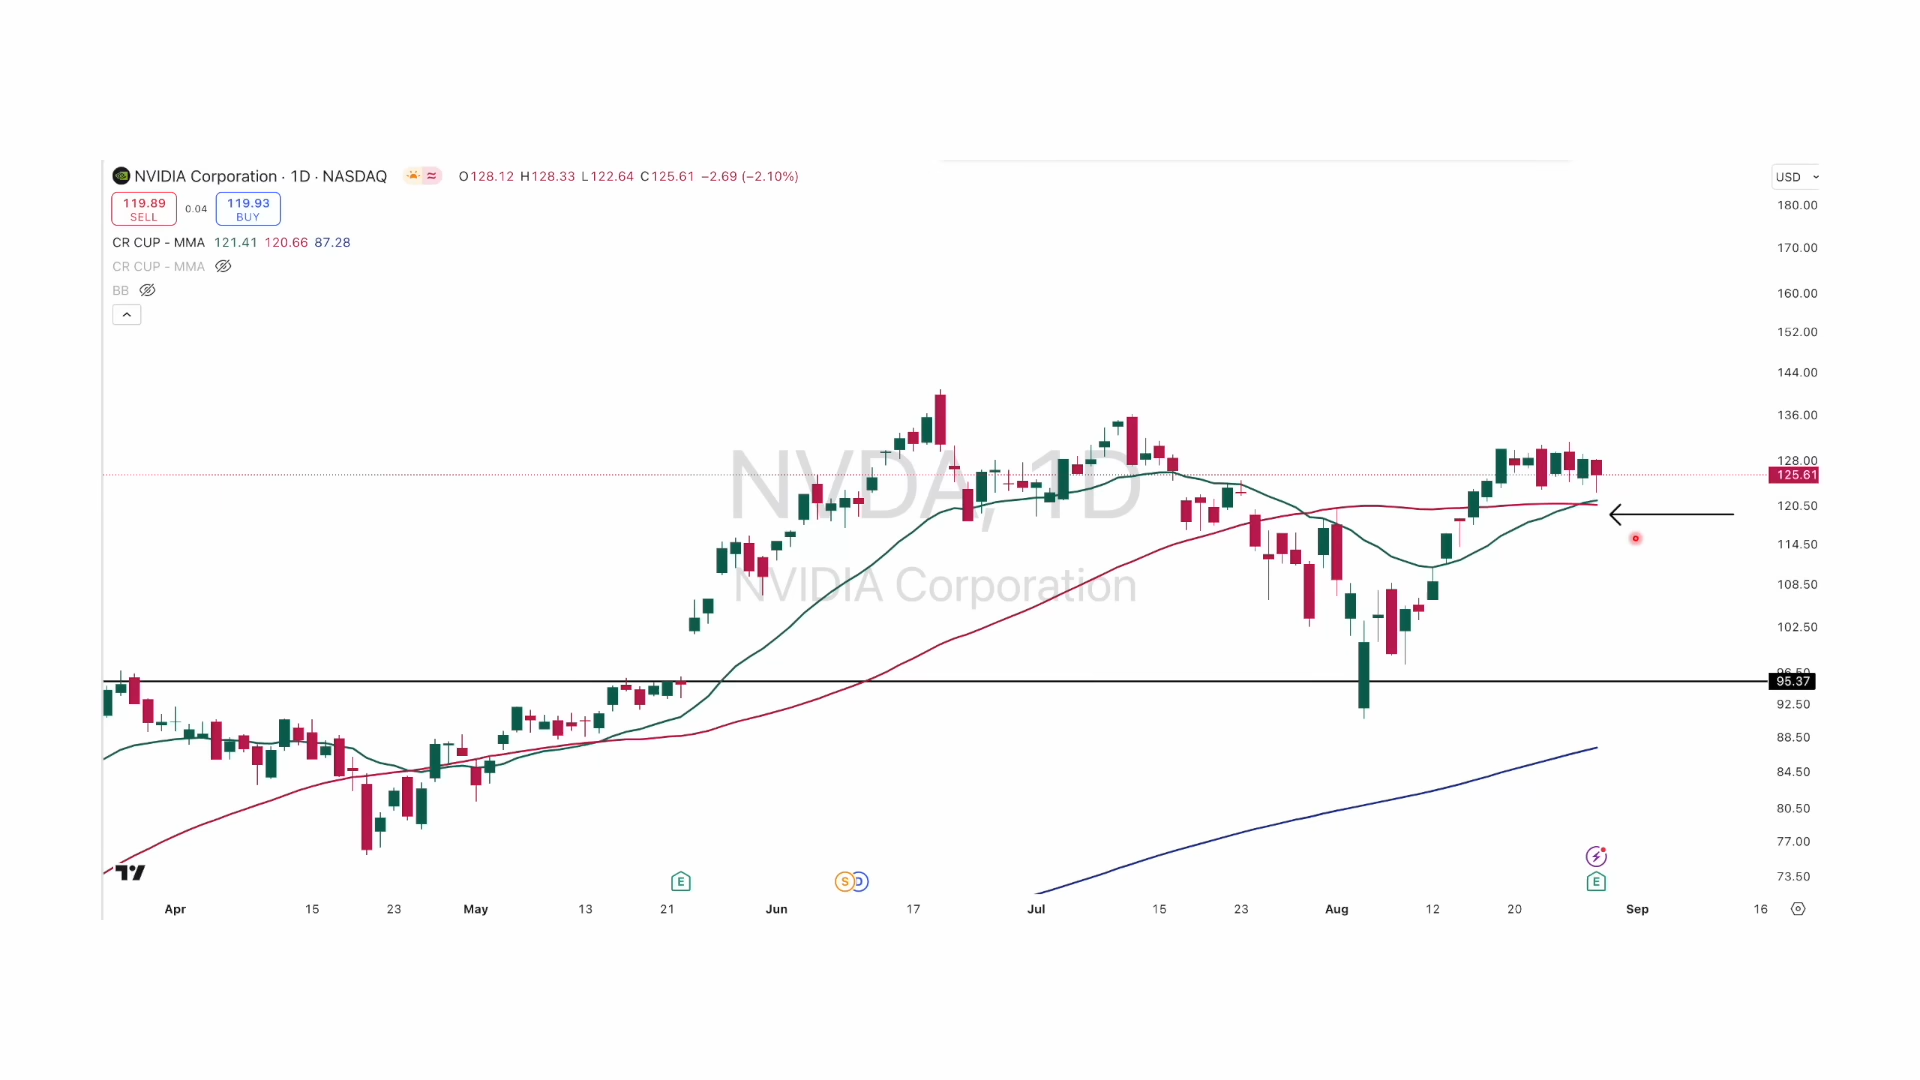 NVIDIA Corporation · 1D · NASDAQ
O128.12 H128.33 L122.64 C125.61 −2.69 (−2.10%)
USD
119.89
SELL
0.04
119.93
BUY
CR CUP - MMA 121.41 120.66 87.28
CR CUP - MMA
BB
NVDA, 1D
NVIDIA Corporation
180.00
170.00
160.00
152.00
144.00
136.00
128.00
125.61
120.50
114.50
108.50
102.50
96.50
95.37
92.50
88.50
84.50
80.50
77.00
73.50
E
S
D
E
Apr 15 23 May 13 21 Jun 17 Jul 15 23 Aug 12 20 Sep 16